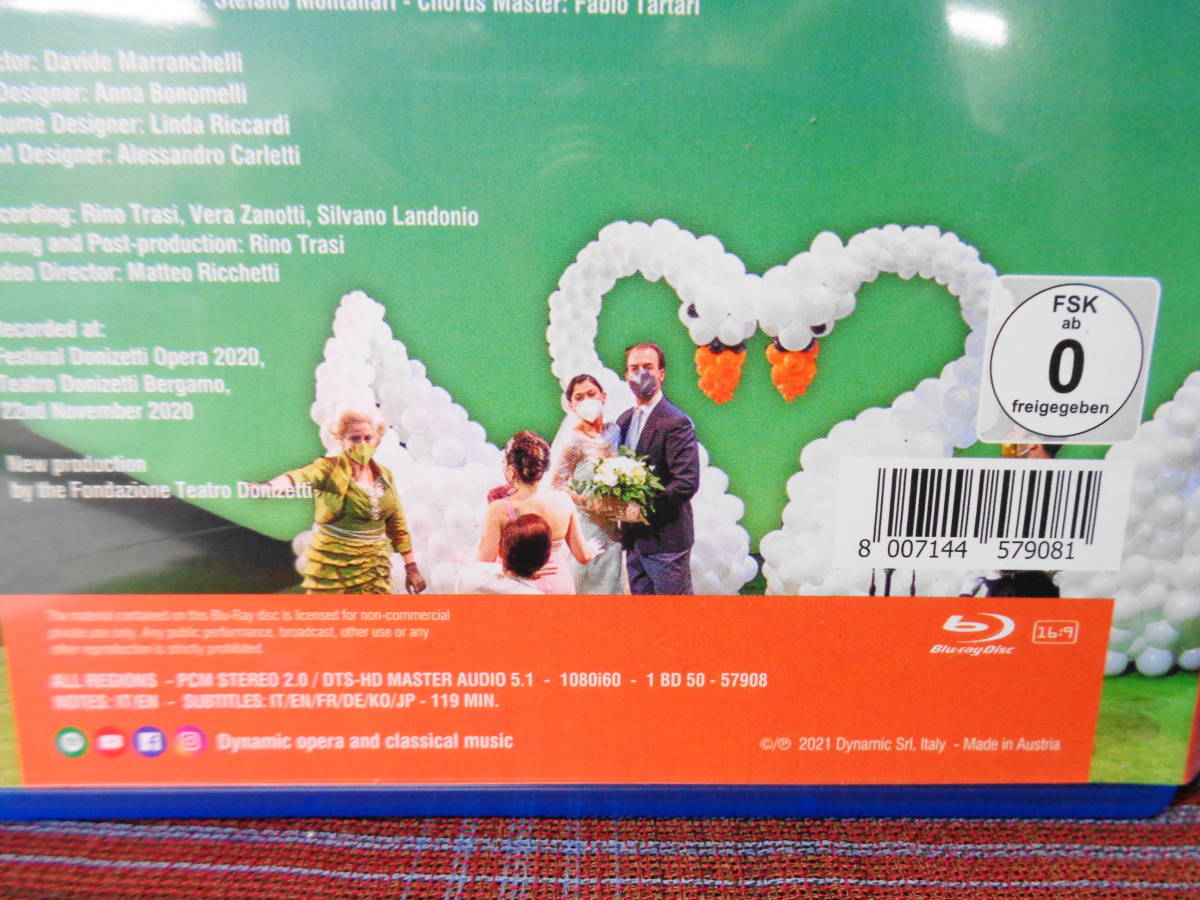 Stefano Montanari - Chorus Master: Fabio Tartari
ctor: Davide Marranchelli
Designer: Anna Bonomelli
tume Designer: Linda Riccardi
ht Designer: Alessandro Carletti
cording: Rino Trasi, Vera Zanotti, Silvano Landonio
iting and Post-production: Rino Trasi
deo Director: Matteo Ricchetti
Recorded at:
Festival Donizetti Opera 2020,
Teatro Donizetti Bergamo,
22nd November 2020
New production
by the Fondazione Teatro Donizetti
FSK
ab
0
freigegeben
8 007144 579081
The material contained on this Blu-Ray disc is licensed for non-commercial
private use only. Any public performance, broadcast, other use or any
other reproduction is strictly prohibited.
Blu-ray Disc
16:9
ALL REGIONS - PCM STEREO 2.0 / DTS-HD MASTER AUDIO 5.1 - 1080i60 - 1 BD 50 - 57908
NOTES: IT/EN - SUBTITLES: IT/EN/FR/DE/KO/JP - 119 MIN.
Dynamic opera and classical music
©/℗ 2021 Dynamic Srl, Italy - Made in Austria